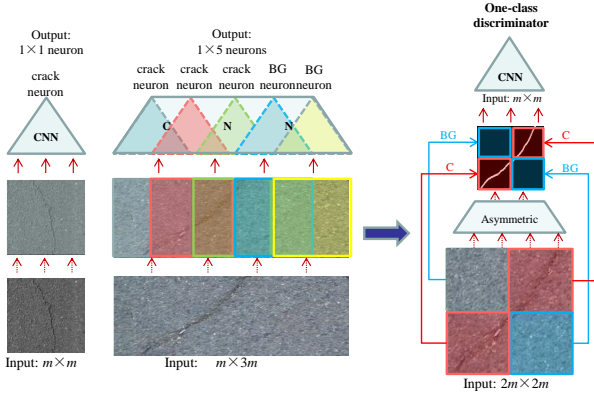 One-class
discriminator
Output:
1×1 neuron
Output:
1×5 neurons
crack
neuron
crack
neuron
crack
neuron
crack
neuron
BG
neuron
BG
neuron
CNN
C
N
N
CNN
Input: m×m
BG
C
C
BG
Asymmetric
Input: m×m
Input: m×3m
Input: 2m×2m